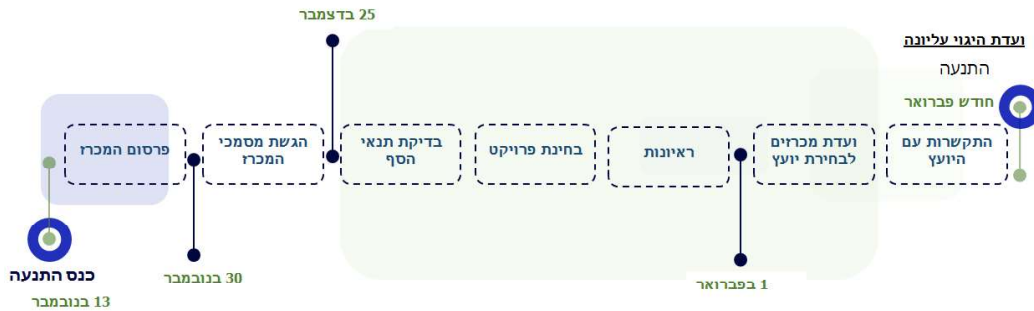 25 בדצמבר
ועדת היגוי עליונה
התנעה
חודש פברואר
פרסום המכרז
הגשת מסמכי
המכרז
בדיקת תנאי
הסף
בחינת פרויקט
ראיונות
ועדת מכרזים
לבחירת יועץ
התקשרות עם
היועץ
כנס התנעה
13 בנובמבר
30 בנובמבר
1 בפברואר